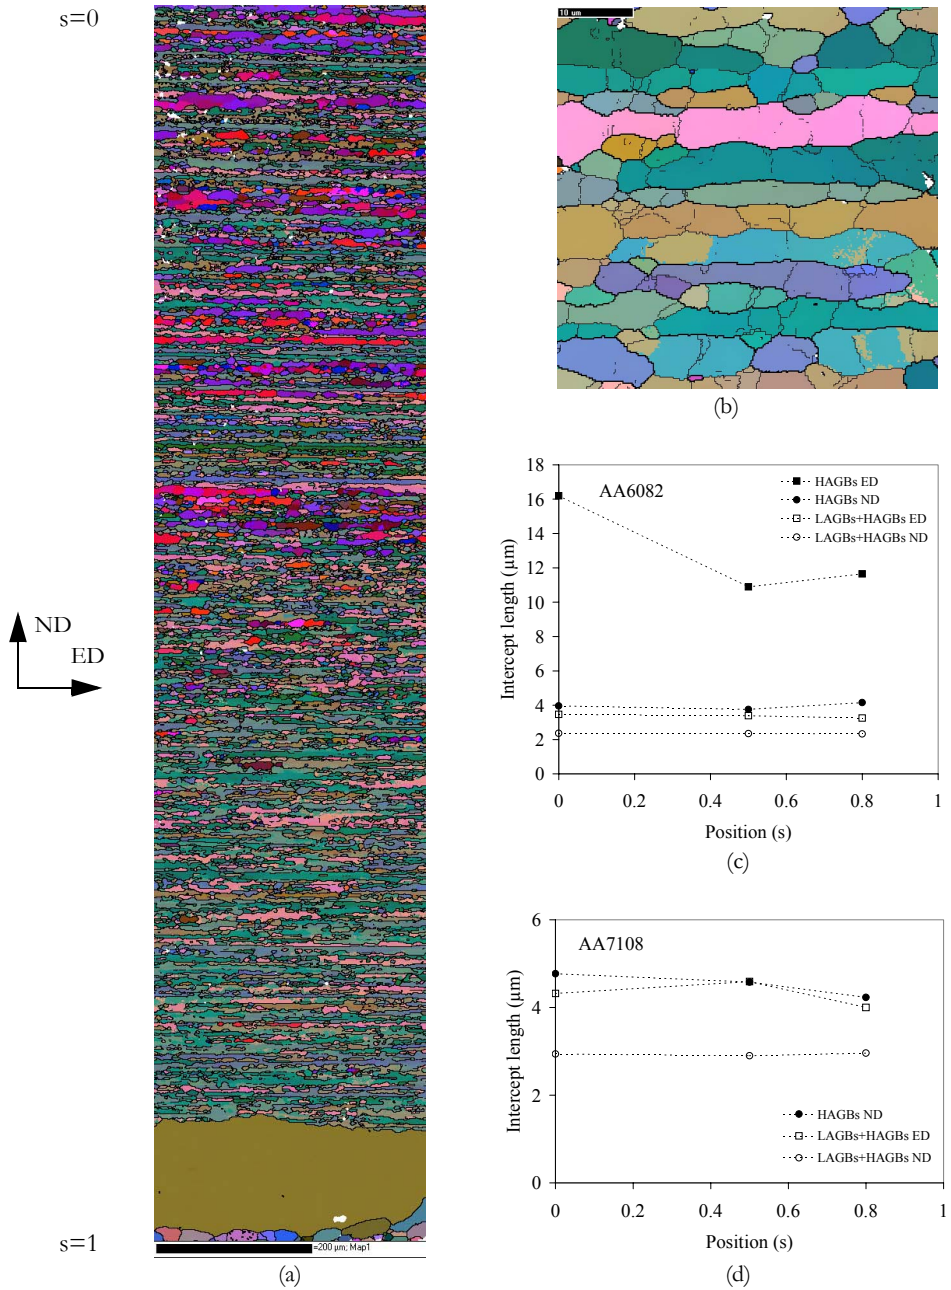 s=0
ND
ED
s=1
=200 µm; Map1
(a)
10 um
(b)
18
16
14
12
10
8
6
4
2
0
Intercept length (µm)
AA6082
HAGBs ED
HAGBs ND
LAGBs+HAGBs ED
LAGBs+HAGBs ND
0
0.2
0.4
0.6
0.8
1
Position (s)
(c)
6
4
2
0
Intercept length (µm)
AA7108
HAGBs ND
LAGBs+HAGBs ED
LAGBs+HAGBs ND
0
0.2
0.4
0.6
0.8
1
Position (s)
(d)